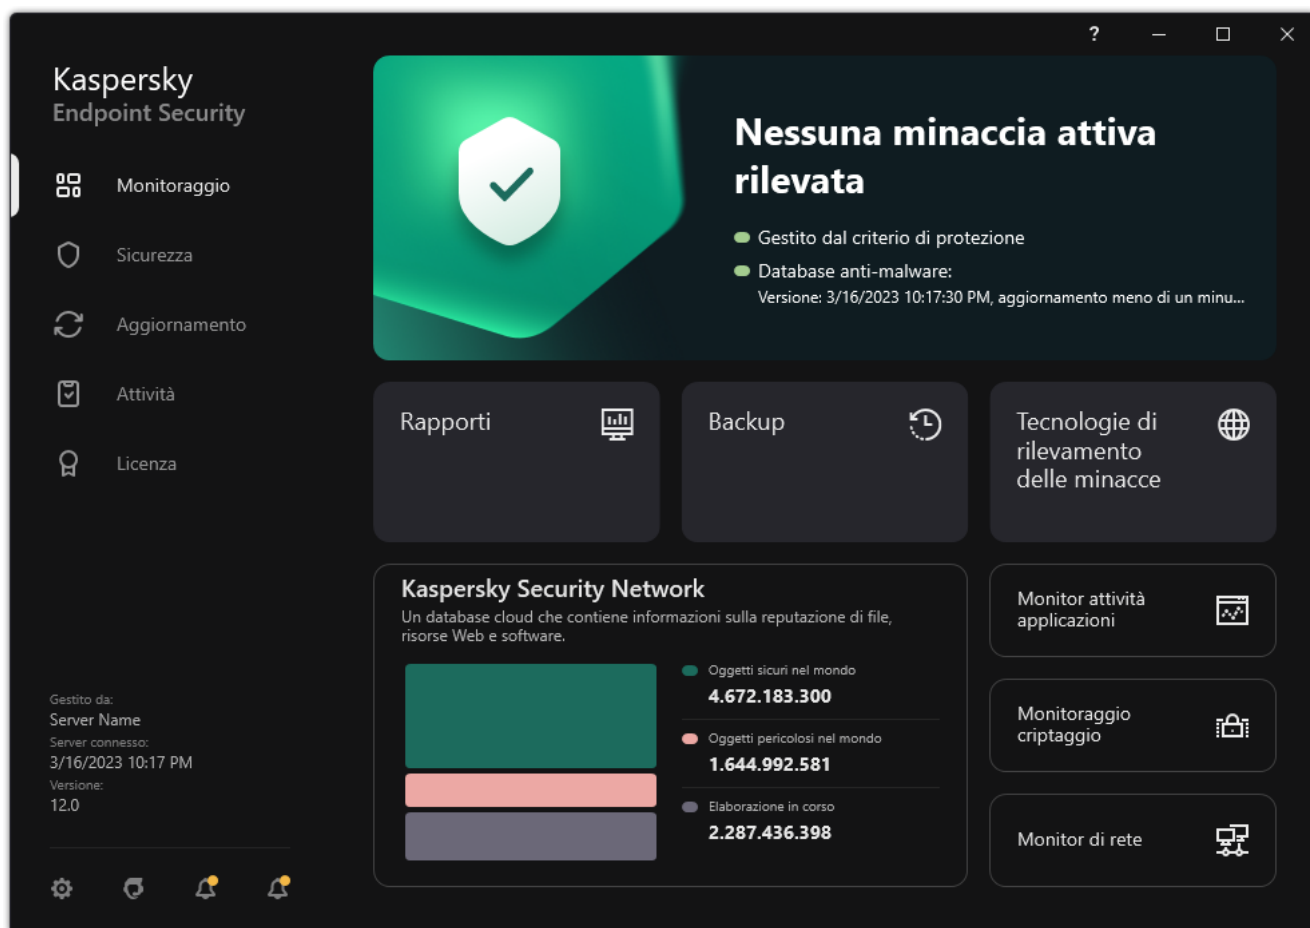 ?
Kaspersky
Endpoint Security
Monitoraggio
Sicurezza
Aggiornamento
Attività
Licenza
Gestito da:
Server Name
Server connesso:
3/16/2023 10:17 PM
Versione:
12.0
Nessuna minaccia attiva
rilevata
Gestito dal criterio di protezione
Database anti-malware:
Versione: 3/16/2023 10:17:30 PM, aggiornamento meno di un minu...
Rapporti
Backup
Tecnologie di
rilevamento
delle minacce
Kaspersky Security Network
Un database cloud che contiene informazioni sulla reputazione di file,
risorse Web e software.
Oggetti sicuri nel mondo
4.672.183.300
Oggetti pericolosi nel mondo
1.644.992.581
Elaborazione in corso
2.287.436.398
Monitor attività
applicazioni
Monitoraggio
criptaggio
Monitor di rete